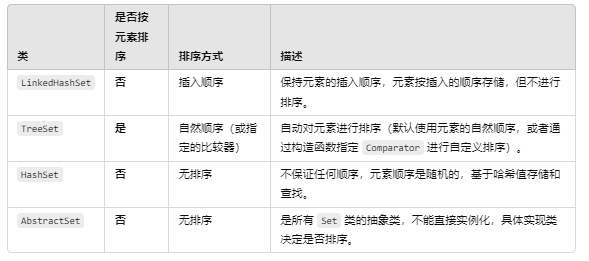 类 是否按元素排序 排序方式 描述
LinkedHashSet 否 插入顺序 保持元素的插入顺序，元素按插入的顺序存储，但不进行
排序。
TreeSet 是 自然顺序（或指 自动对元素进行排序（默认使用元素的自然顺序，或者通
定的比较器） 过构造函数指定 Comparator 进行自定义排序）。
HashSet 否 无排序 不保证任何顺序，元素顺序是随机的，基于哈希值存储和
查找。
AbstractSet 否 无排序 是所有 Set 类的抽象类，不能直接实例化，具体实现类
决定是否排序。